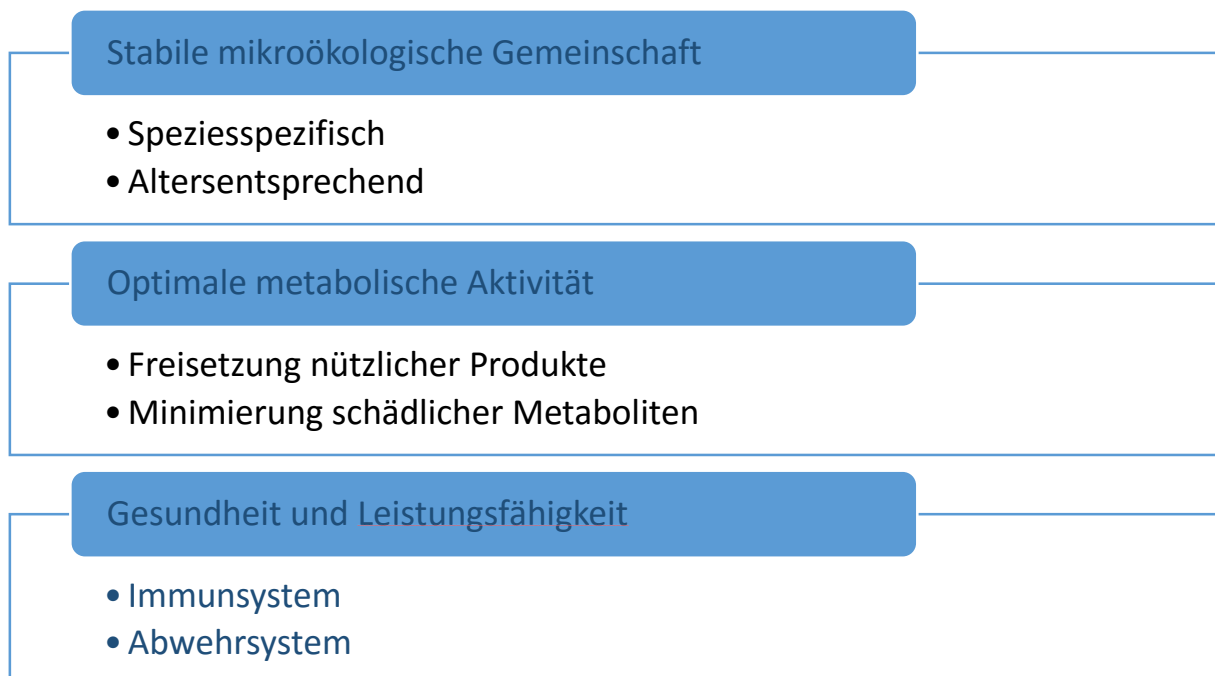 Stabile mikroökologische Gemeinschaft
• Speziesspezifisch
• Altersentsprechend
Optimale metabolische Aktivität
• Freisetzung nützlicher Produkte
• Minimierung schädlicher Metaboliten
Gesundheit und Leistungsfähigkeit
• Immunsystem
• Abwehrsystem